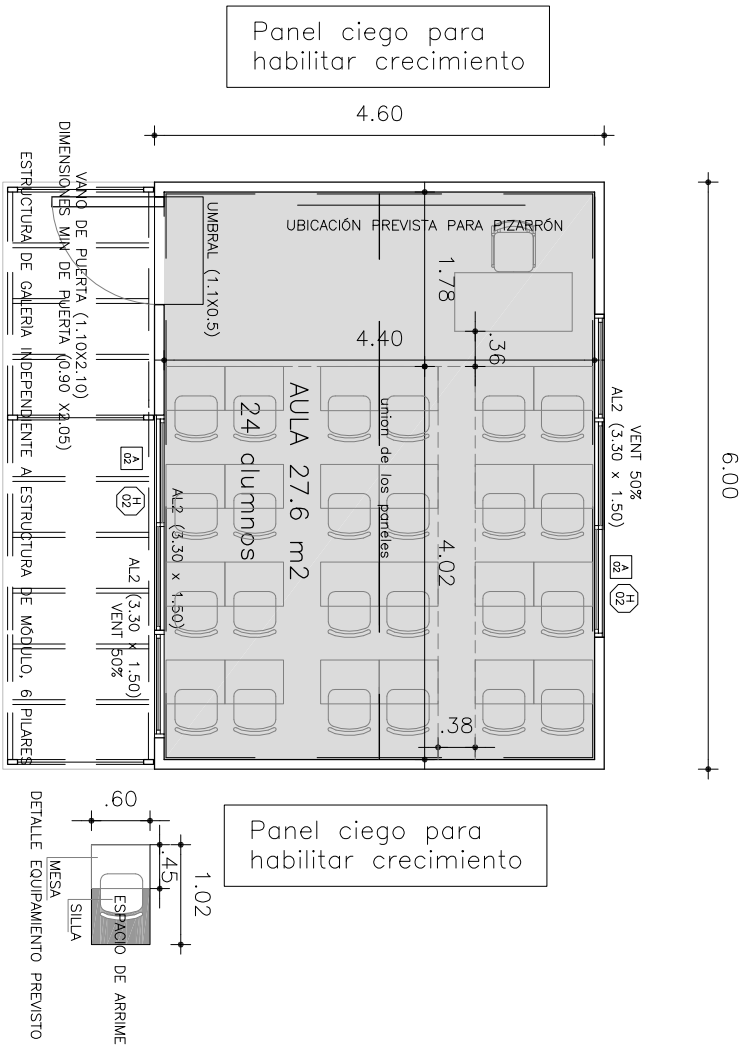 Panel ciego para
habilitar crecimiento
4.60
UBICACIÓN PREVISTA PARA PIZARRÓN
UMBRAL (1.1X0.5)
VANO DE PUERTA (1.10X2.10)
DIMENSIONES MIN DE PUERTA (0.90 X2.05)
ESTRUCTURA DE GALERÍA INDEPENDIENTE A ESTRUCTURA DE MÓDULO, 6 PILARES
1.78
.36
4.40
6.00
union de los paneles
AULA 27.6 m2
24 alumnos
4.02
.38
VENT 50%
AL2 (3.30 x 1.50)
A
02
H
02
A
02
H
02
AL2 (3.30 x 1.50)
AL2 (3.30 x 1.50)
VENT 50%
Panel ciego para
habilitar crecimiento
.60
.45
1.02
MESA
SILLA
ESPACIO DE ARRIME
DETALLE EQUIPAMIENTO PREVISTO